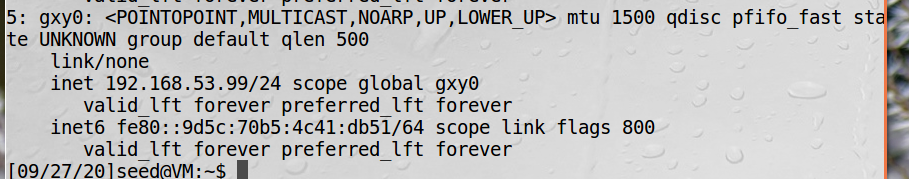 valid_lft forever preferred_lft forever
5: gxy0: <POINTOPOINT,MULTICAST,NOARP,UP,LOWER_UP> mtu 1500 qdisc pfifo_fast sta
te UNKNOWN group default qlen 500
link/none
inet 192.168.53.99/24 scope global gxy0
valid_lft forever preferred_lft forever
inet6 fe80::9d5c:70b5:4c41:db51/64 scope link flags 800
valid_lft forever preferred_lft forever
[09/27/20]seed@VM:~$